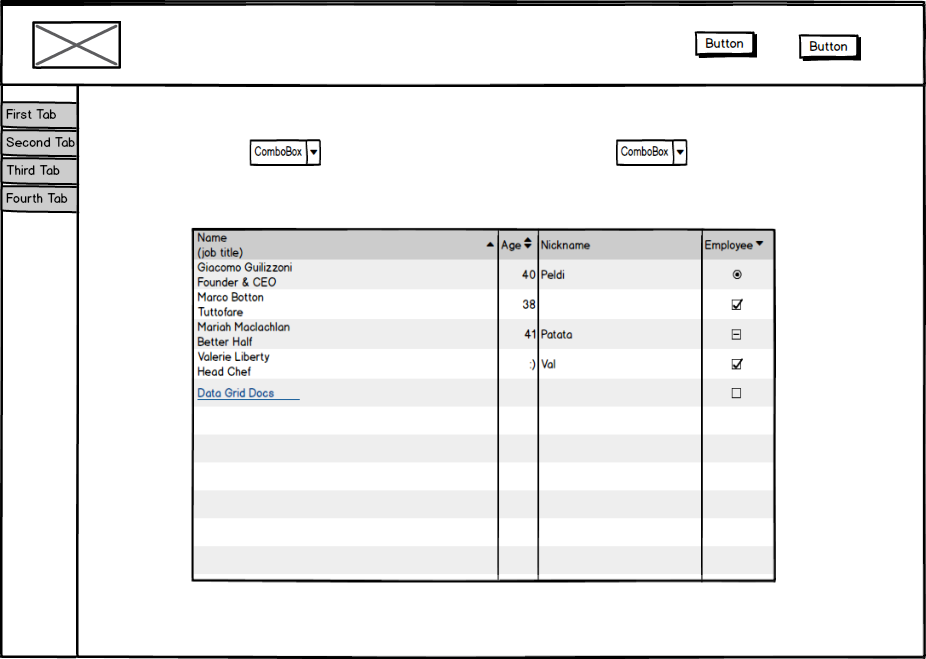 Button
Button
First Tab
Second Tab
Third Tab
Fourth Tab
ComboBox
ComboBox
Name
(job title)
Age
Nickname
Employee
Giacomo Guilizzoni
Founder & CEO
40
Peldi
Marco Botton
Tuttofare
38
Mariah Maclachlan
Better Half
41
Patata
Valerie Liberty
Head Chef
:)
Val
Data Grid Docs